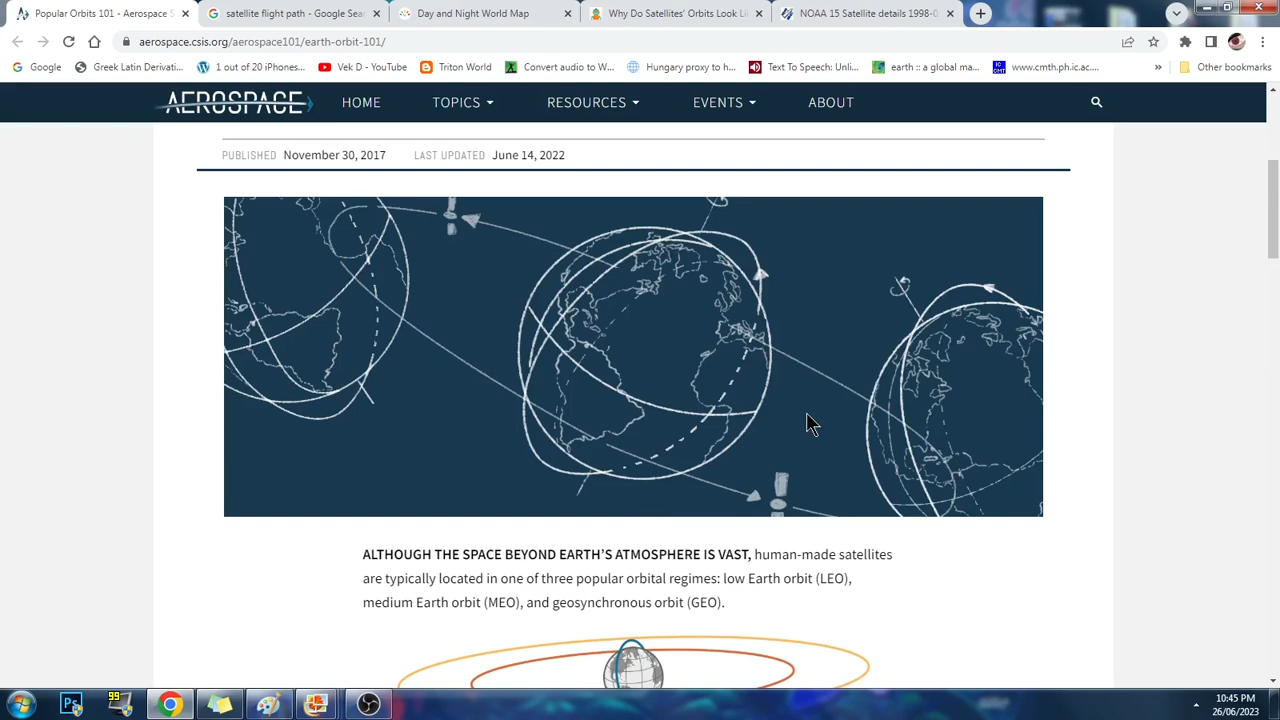 Popular Orbits 101 - Aerospace S
satellite flight path - Google Sea
Day and Night World Ma
Why Do Satellites' Orbits Look Li
NOAA 15 Satellite details 1998-0
aerospace.csis.org/aerospace101/earth-orbit-101/
Google
Greek Latin Derivati...
1 out of 20 iPhones...
Vek D - YouTube
Triton World
Convert audio to W...
Hungary proxy to h...
Text To Speech: Unli...
earth :: a global ma...
www.cmth.ph.ic.ac....
»
Other bookmarks
AEROSPACE
HOME
TOPICS
RESOURCES
EVENTS
ABOUT
PUBLISHED November 30, 2017 LAST UPDATED June 14, 2022
ALTHOUGH THE SPACE BEYOND EARTH'S ATMOSPHERE IS VAST, human-made satellites
are typically located in one of three popular orbital regimes: low Earth orbit (LEO),
medium Earth orbit (MEO), and geosynchronous orbit (GEO).
Ps
99
10:45 PM
26/06/2023